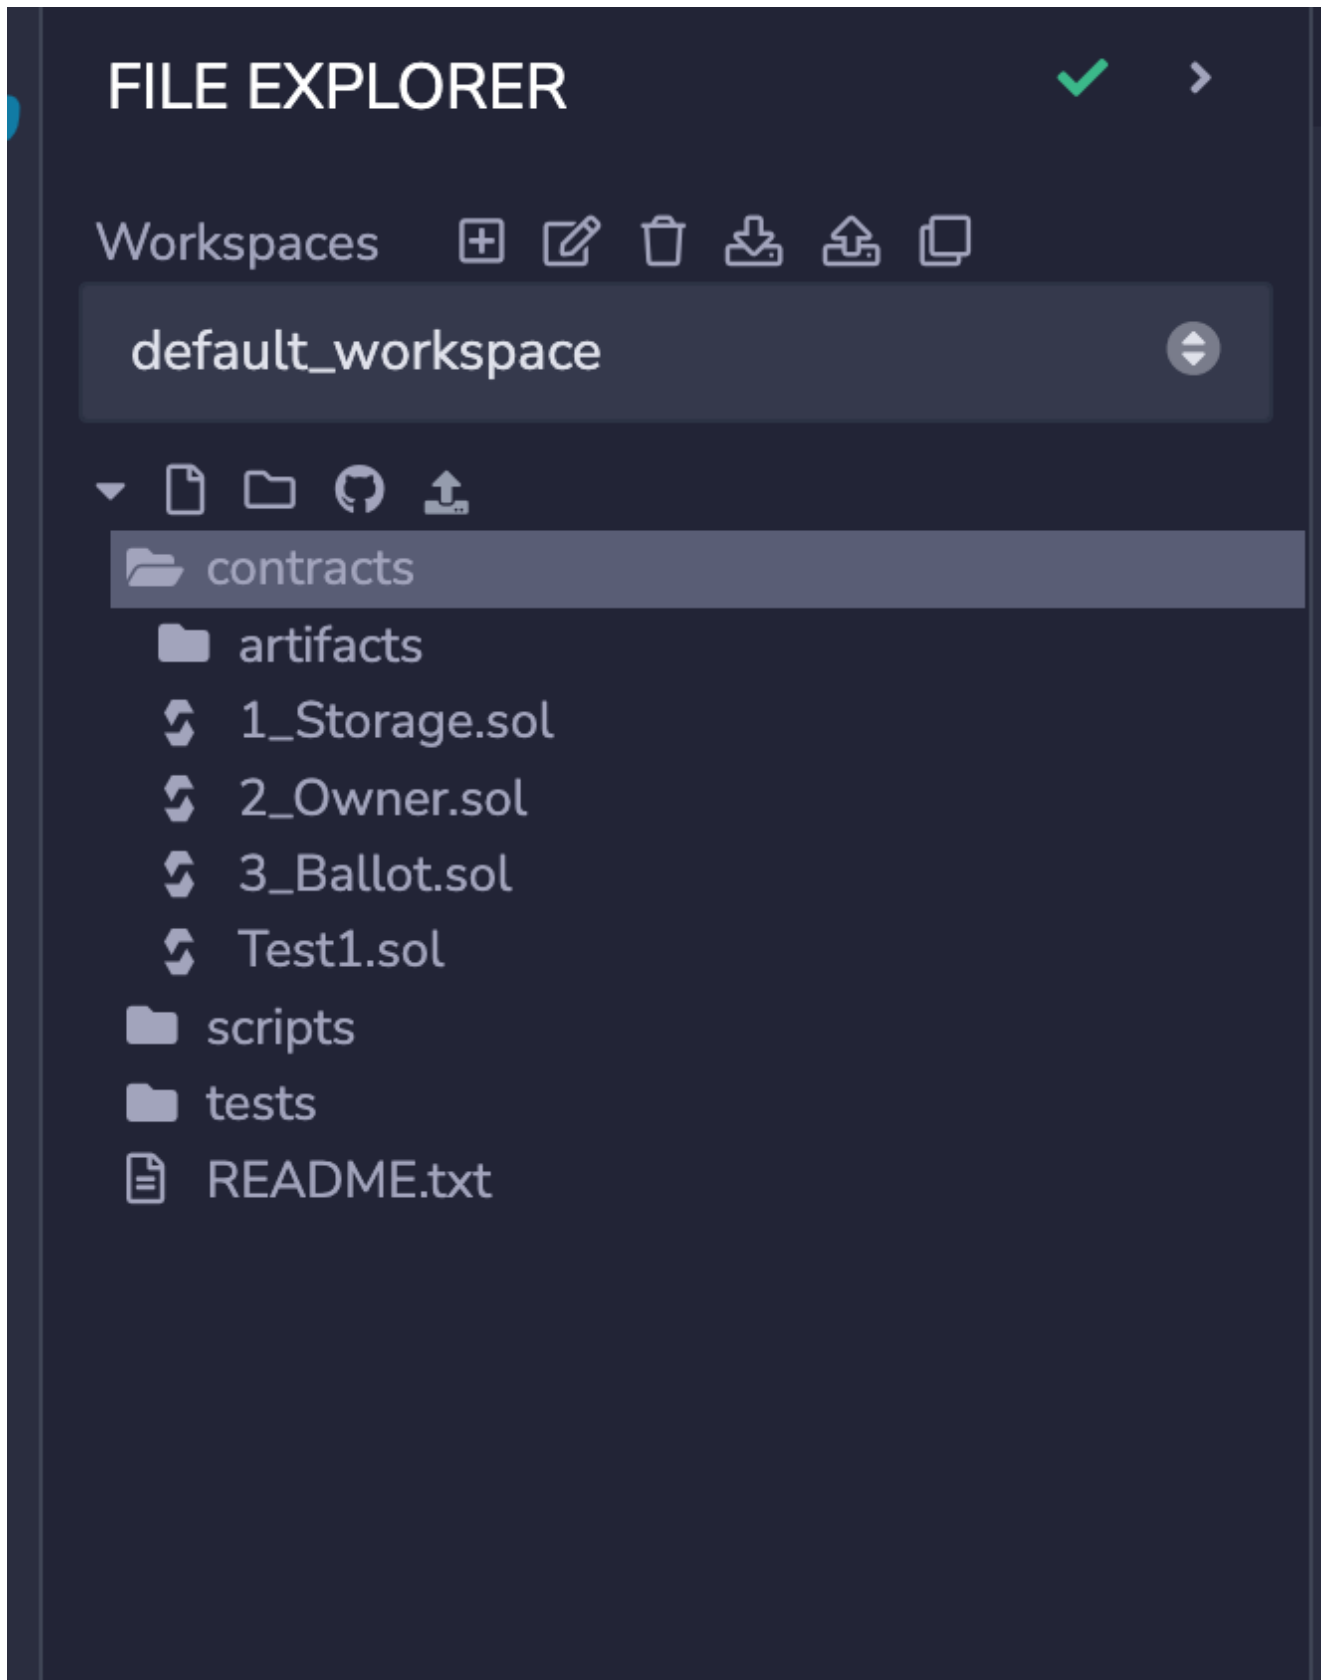 FILE EXPLORER
Workspaces
default_workspace
contracts
artifacts
1_Storage.sol
2_Owner.sol
3_Ballot.sol
Test1.sol
scripts
tests
README.txt